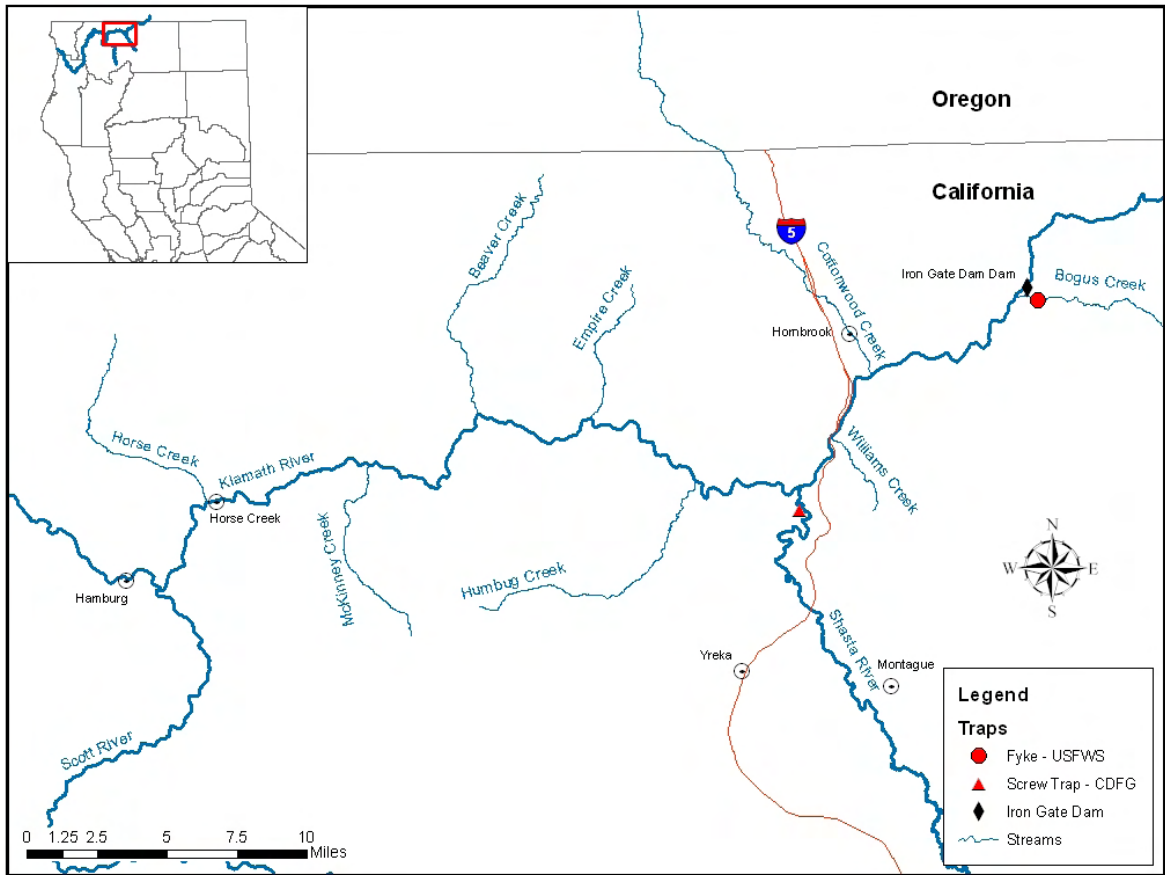 Oregon
California
5
Beaver Creek
Empire Creek
Cottonwood Creek
Iron Gate Dam Dam
Bogus Creek
Hornbrook
Horse Creek
Klamath River
Horse Creek
Williams Creek
McKinney Creek
Humbug Creek
Hamburg
Shasta River
Yreka
Montague
Scott River
N
W
E
S
Legend
Traps
Fyke - USFWS
Screw Trap - CDFG
Iron Gate Dam
Streams
0 1.25 2.5 5 7.5 10
Miles